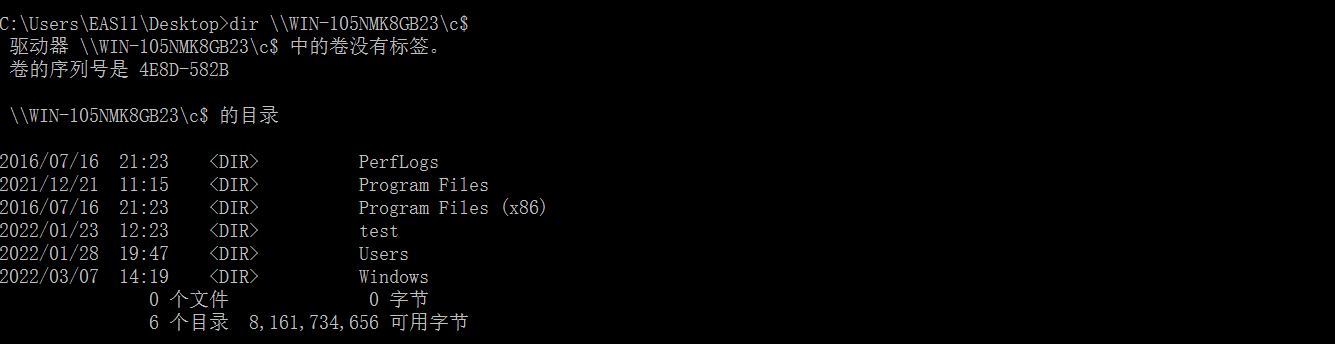 C:\Users\EAS11\Desktop>dir \\WIN-105NMK8GB23\c$
驱动器 \\WIN-105NMK8GB23\c$ 中的卷没有标签。
卷的序列号是 4E8D-582B
\\WIN-105NMK8GB23\c$ 的目录
2016/07/16  21:23    <DIR>          PerfLogs
2021/12/21  11:15    <DIR>          Program Files
2016/07/16  21:23    <DIR>          Program Files (x86)
2022/01/23  12:23    <DIR>          test
2022/01/28  19:47    <DIR>          Users
2022/03/07  14:19    <DIR>          Windows
0 个文件              0 字节
6 个目录  8,161,734,656 可用字节